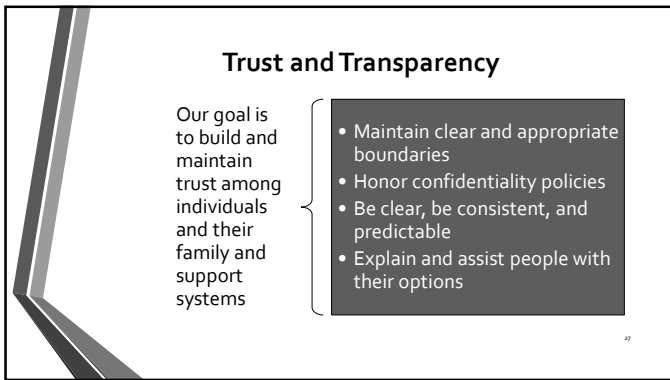 Trust and Transparency
Our goal is
to build and
maintain
trust among
individuals
and their
family and
support
systems
• Maintain clear and appropriate
boundaries
• Honor confidentiality policies
• Be clear, be consistent, and
predictable
• Explain and assist people with
their options
27